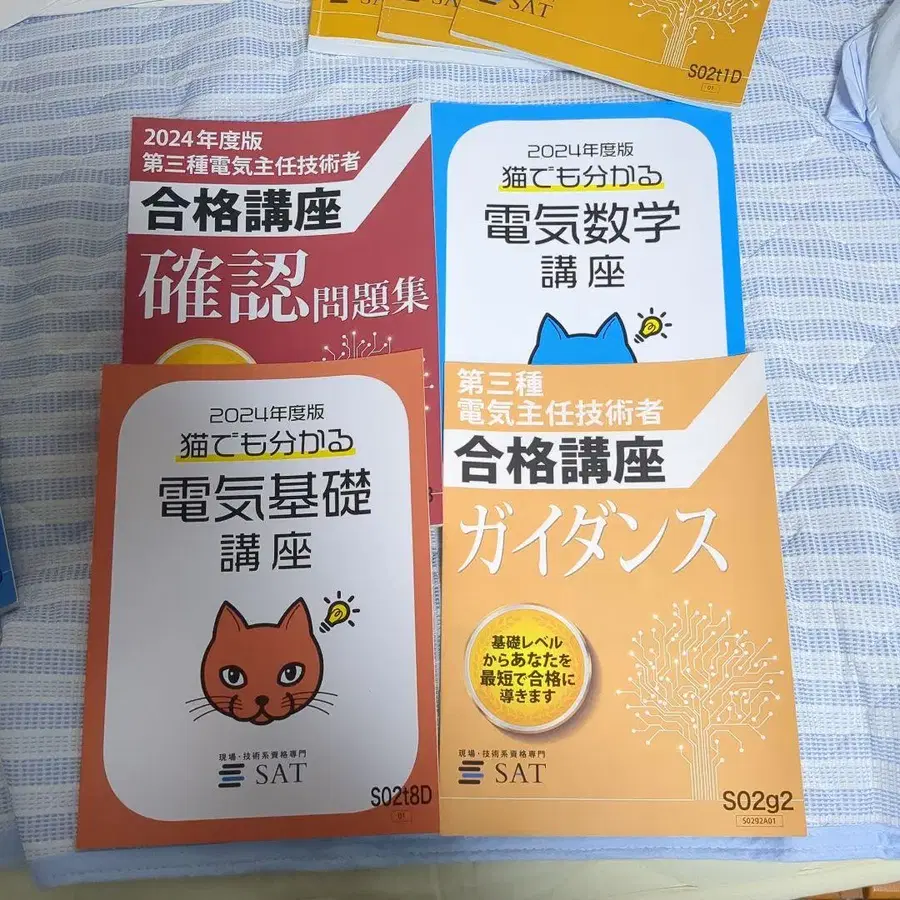 SAT
SAT
SAT
S02t1D
01
2024年度版
第三種電気主任技術者
合格講座
確認問題集
2024年度版
猫でも分かる
電気数学
講座
2024年度版
猫でも分かる
電気基礎
講座
現場・技術系資格専門
SAT
S02t8D
01
第三種
電気主任技術者
合格講座
ガイダンス
基礎レベル
からあなたを
最短で合格に
導きます
現場・技術系資格専門
SAT
S02g2
S0292A01